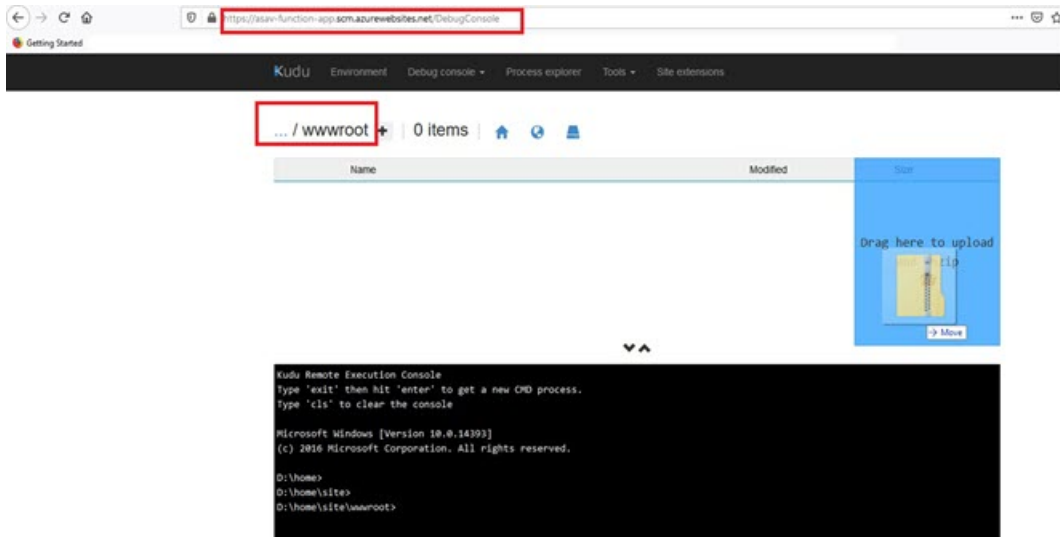 https://asav-function-app.scm.azurewebsites.net/DebugConsole
Getting Started
Kudu Environment Debug console Process explorer Tools Site extensions
... / wwwroot + 0 items
Name Modified Size
Drag here to upload
zip
Move
Kudu Remote Execution Console
Type 'exit' then hit 'enter' to get a new CMD process.
Type 'cls' to clear the console
Microsoft Windows [Version 10.0.14393]
(c) 2016 Microsoft Corporation. All rights reserved.
D:\home>
D:\home\site>
D:\home\site\wwwroot>